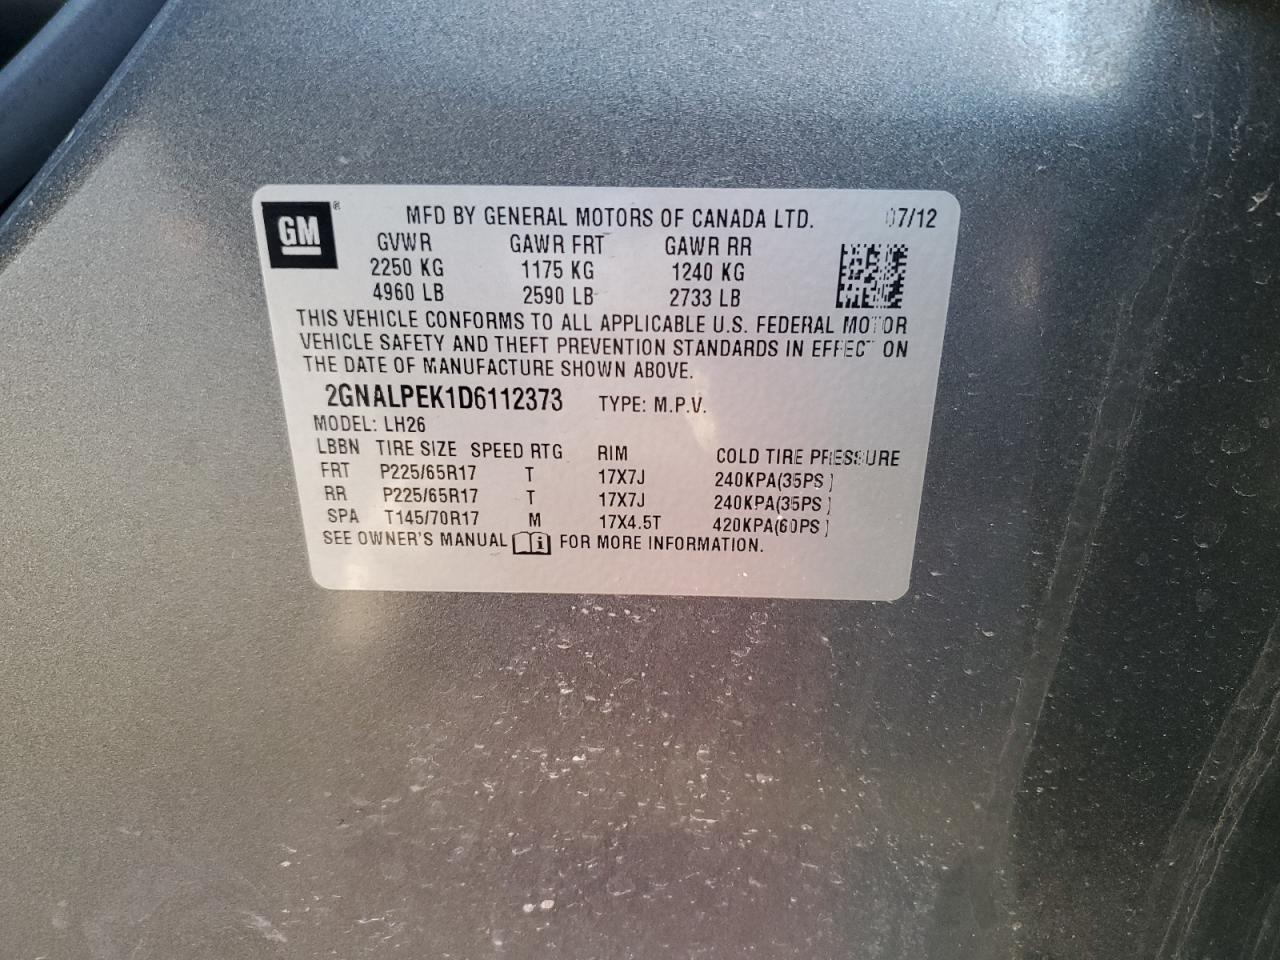 GM ® MFD BY GENERAL MOTORS OF CANADA LTD. 07/12
GVWR GAWR FRT GAWR RR
2250 KG 1175 KG 1240 KG
4960 LB 2590 LB 2733 LB
THIS VEHICLE CONFORMS TO ALL APPLICABLE U.S. FEDERAL MOTOR
VEHICLE SAFETY AND THEFT PREVENTION STANDARDS IN EFFECT ON
THE DATE OF MANUFACTURE SHOWN ABOVE.
2GNALPEK1D6112373 TYPE: M.P.V.
MODEL: LH26
LBBN TIRE SIZE SPEED RTG RIM COLD TIRE PRESSURE
FRT P225/65R17 T 17X7J 240KPA(35PSI)
RR P225/65R17 T 17X7J 240KPA(35PSI)
SPA T145/70R17 M 17X4.5T 420KPA(60PSI)
SEE OWNER'S MANUAL i FOR MORE INFORMATION.